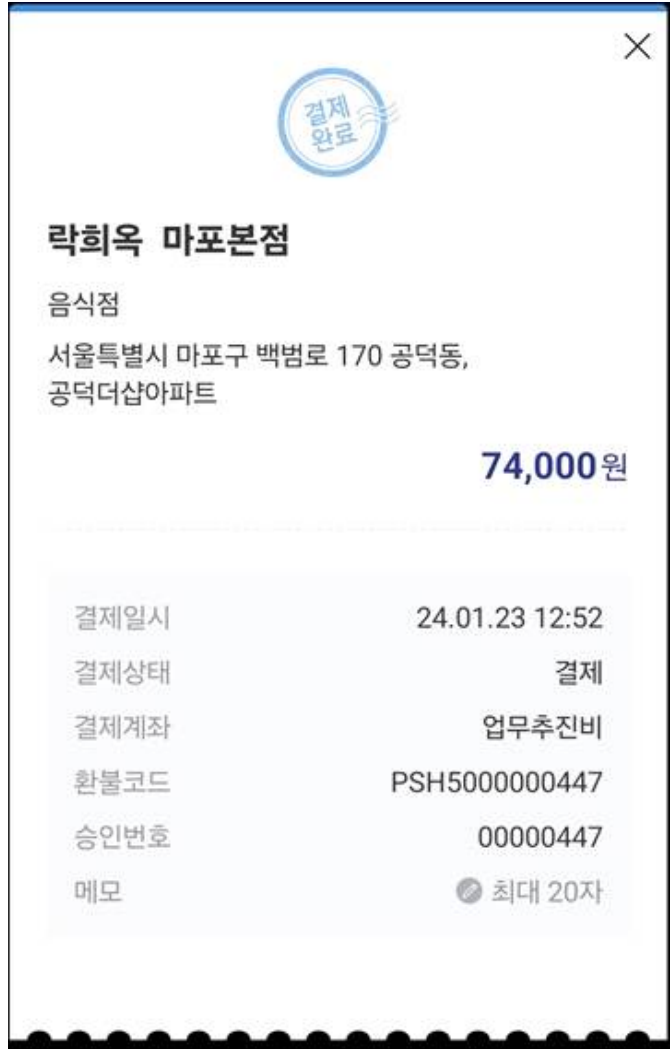 결제
완료
락희옥 마포본점
음식점
서울특별시 마포구 백범로 170 공덕동,
공덕더샵아파트
74,000원
결제일시 24.01.23 12:52
결제상태 결제
결제계좌 업무추진비
환불코드 PSH5000000447
승인번호 00000447
메모 최대 20자